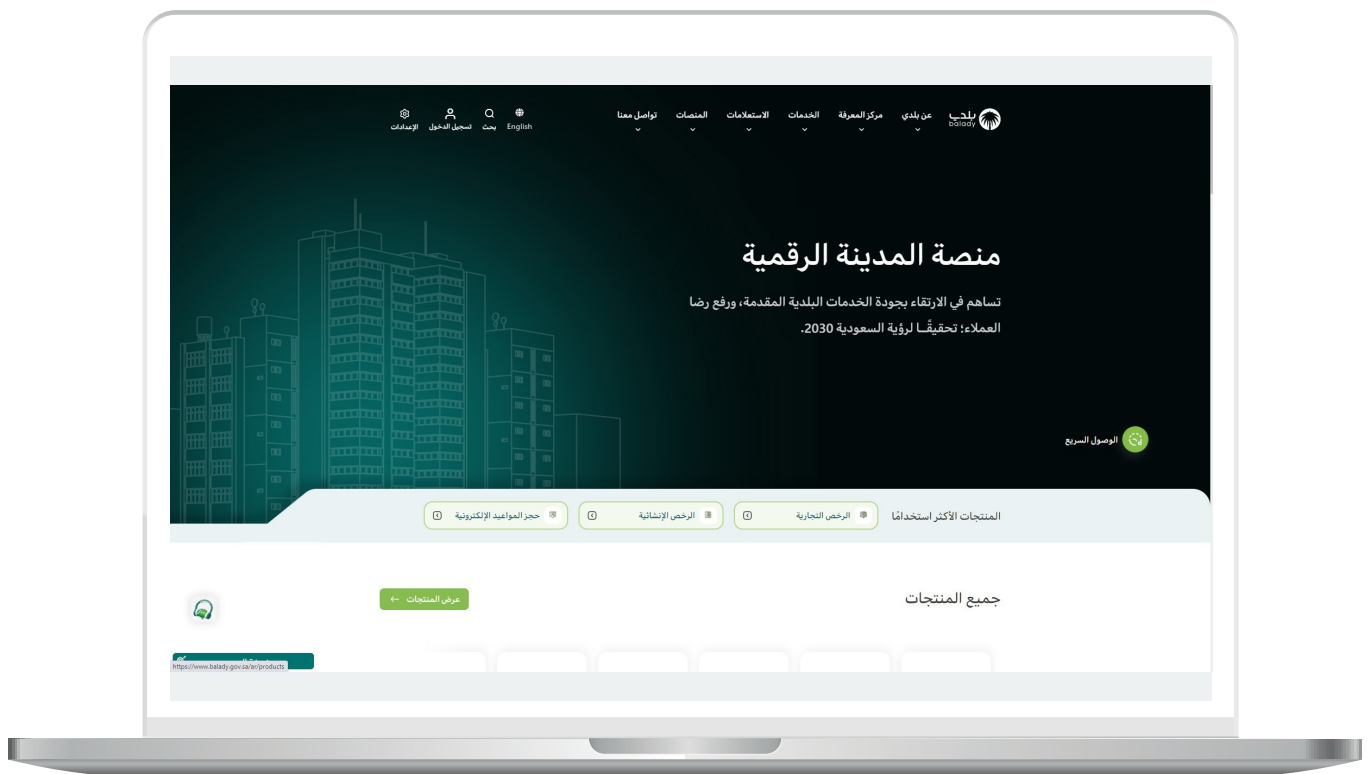 بلدي
balady
عن بلدي
مركز المعرفة
الخدمات
الاستعلامات
المنصات
تواصل معنا
English
بحث
تسجيل الدخول
الإعدادات
منصة المدينة الرقمية
تساهم في الارتقاء بجودة الخدمات البلدية المقدمة، ورفع رضا
العملاء؛ تحقيقًــا لرؤية السعودية 2030.
الوصول السريع
المنتجات الأكثر استخدامًا
الرخص التجارية
الرخص الإنشائية
حجز المواعيد الإلكترونية
جميع المنتجات
عرض المنتجات
https://www.balady.gov.sa/ar/products